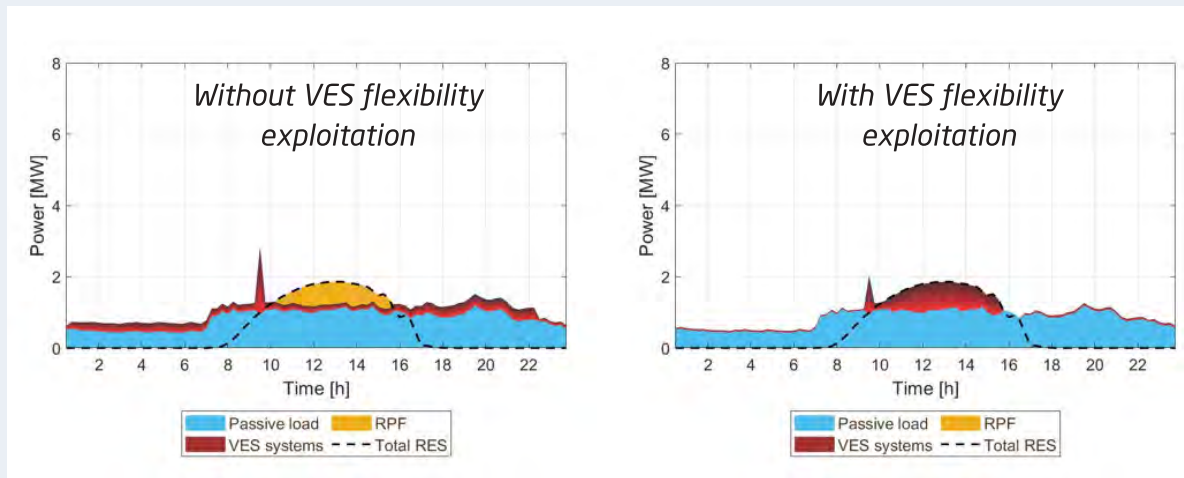 Without VES flexibility
exploitation
8
6
4
2
0
Power [MW]
2 4 6 8 10 12 14 16 18 20 22
Time [h]
Passive load RPF
VES systems Total RES
With VES flexibility
exploitation
8
6
4
2
0
Power [MW]
2 4 6 8 10 12 14 16 18 20 22
Time [h]
Passive load RPF
VES systems Total RES